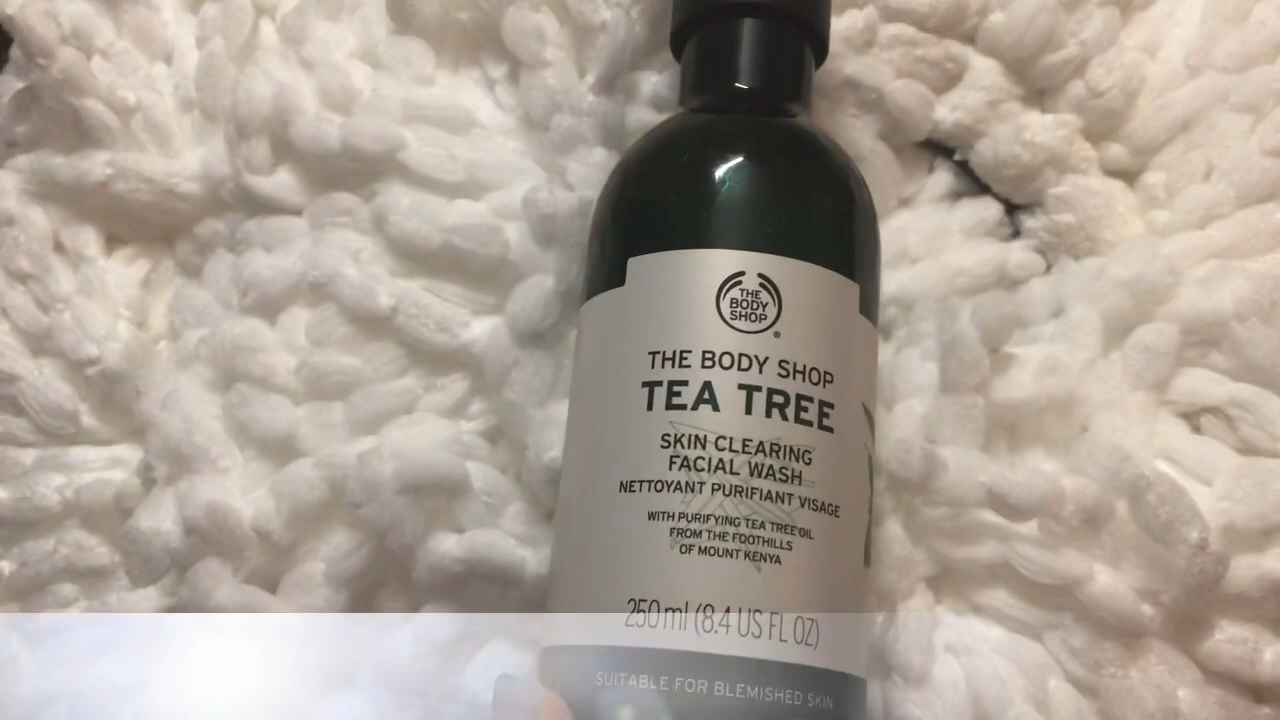 THE
BODY
SHOP
®
THE BODY SHOP
TEA TREE
SKIN CLEARING
FACIAL WASH
NETTOYANT PURIFIANT VISAGE
WITH PURIFYING TEA TREE OIL
FROM THE FOOTHILLS
OF MOUNT KENYA
250 ml (8.4 US FL OZ)
SUITABLE FOR BLEMISHED SKIN